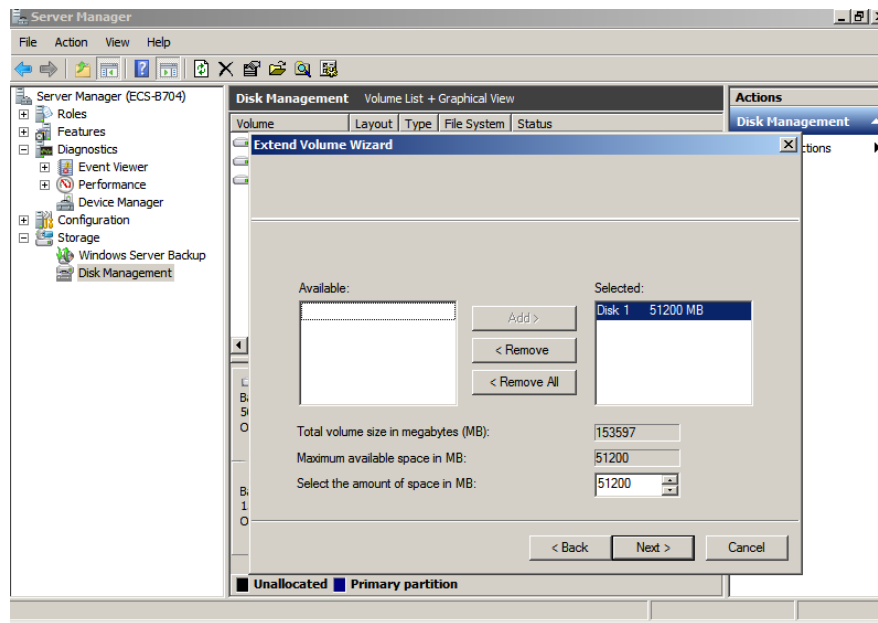 Server Manager
File Action View Help
Server Manager (ECS-B704)
Roles
Features
Diagnostics
Event Viewer
Performance
Device Manager
Configuration
Storage
Windows Server Backup
Disk Management
Disk Management Volume List + Graphical View
Volume Layout Type File System Status
Actions
Disk Management
ctions
Extend Volume Wizard
Available:
Selected:
Add >
< Remove
< Remove All
Disk 1 51200 MB
Total volume size in megabytes (MB): 153597
Maximum available space in MB: 51200
Select the amount of space in MB: 51200
< Back Next > Cancel
Unallocated Primary partition